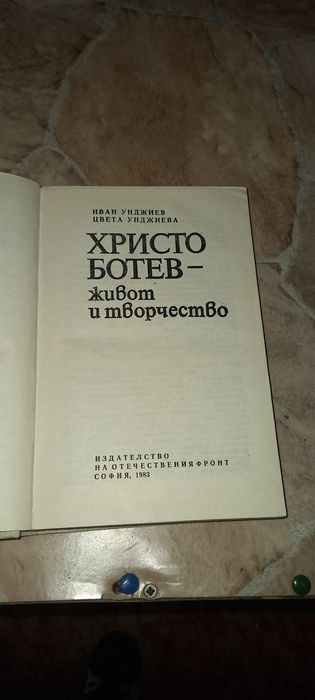 ИВАН УНДЖИЕВ
ЦВЕТА УНДЖИЕВА
ХРИСТО
БОТЕВ –
живот
и творчество
ИЗДАТЕЛСТВО
НА ОТЕЧЕСТВЕНИЯ ФРОНТ
СОФИЯ, 1983